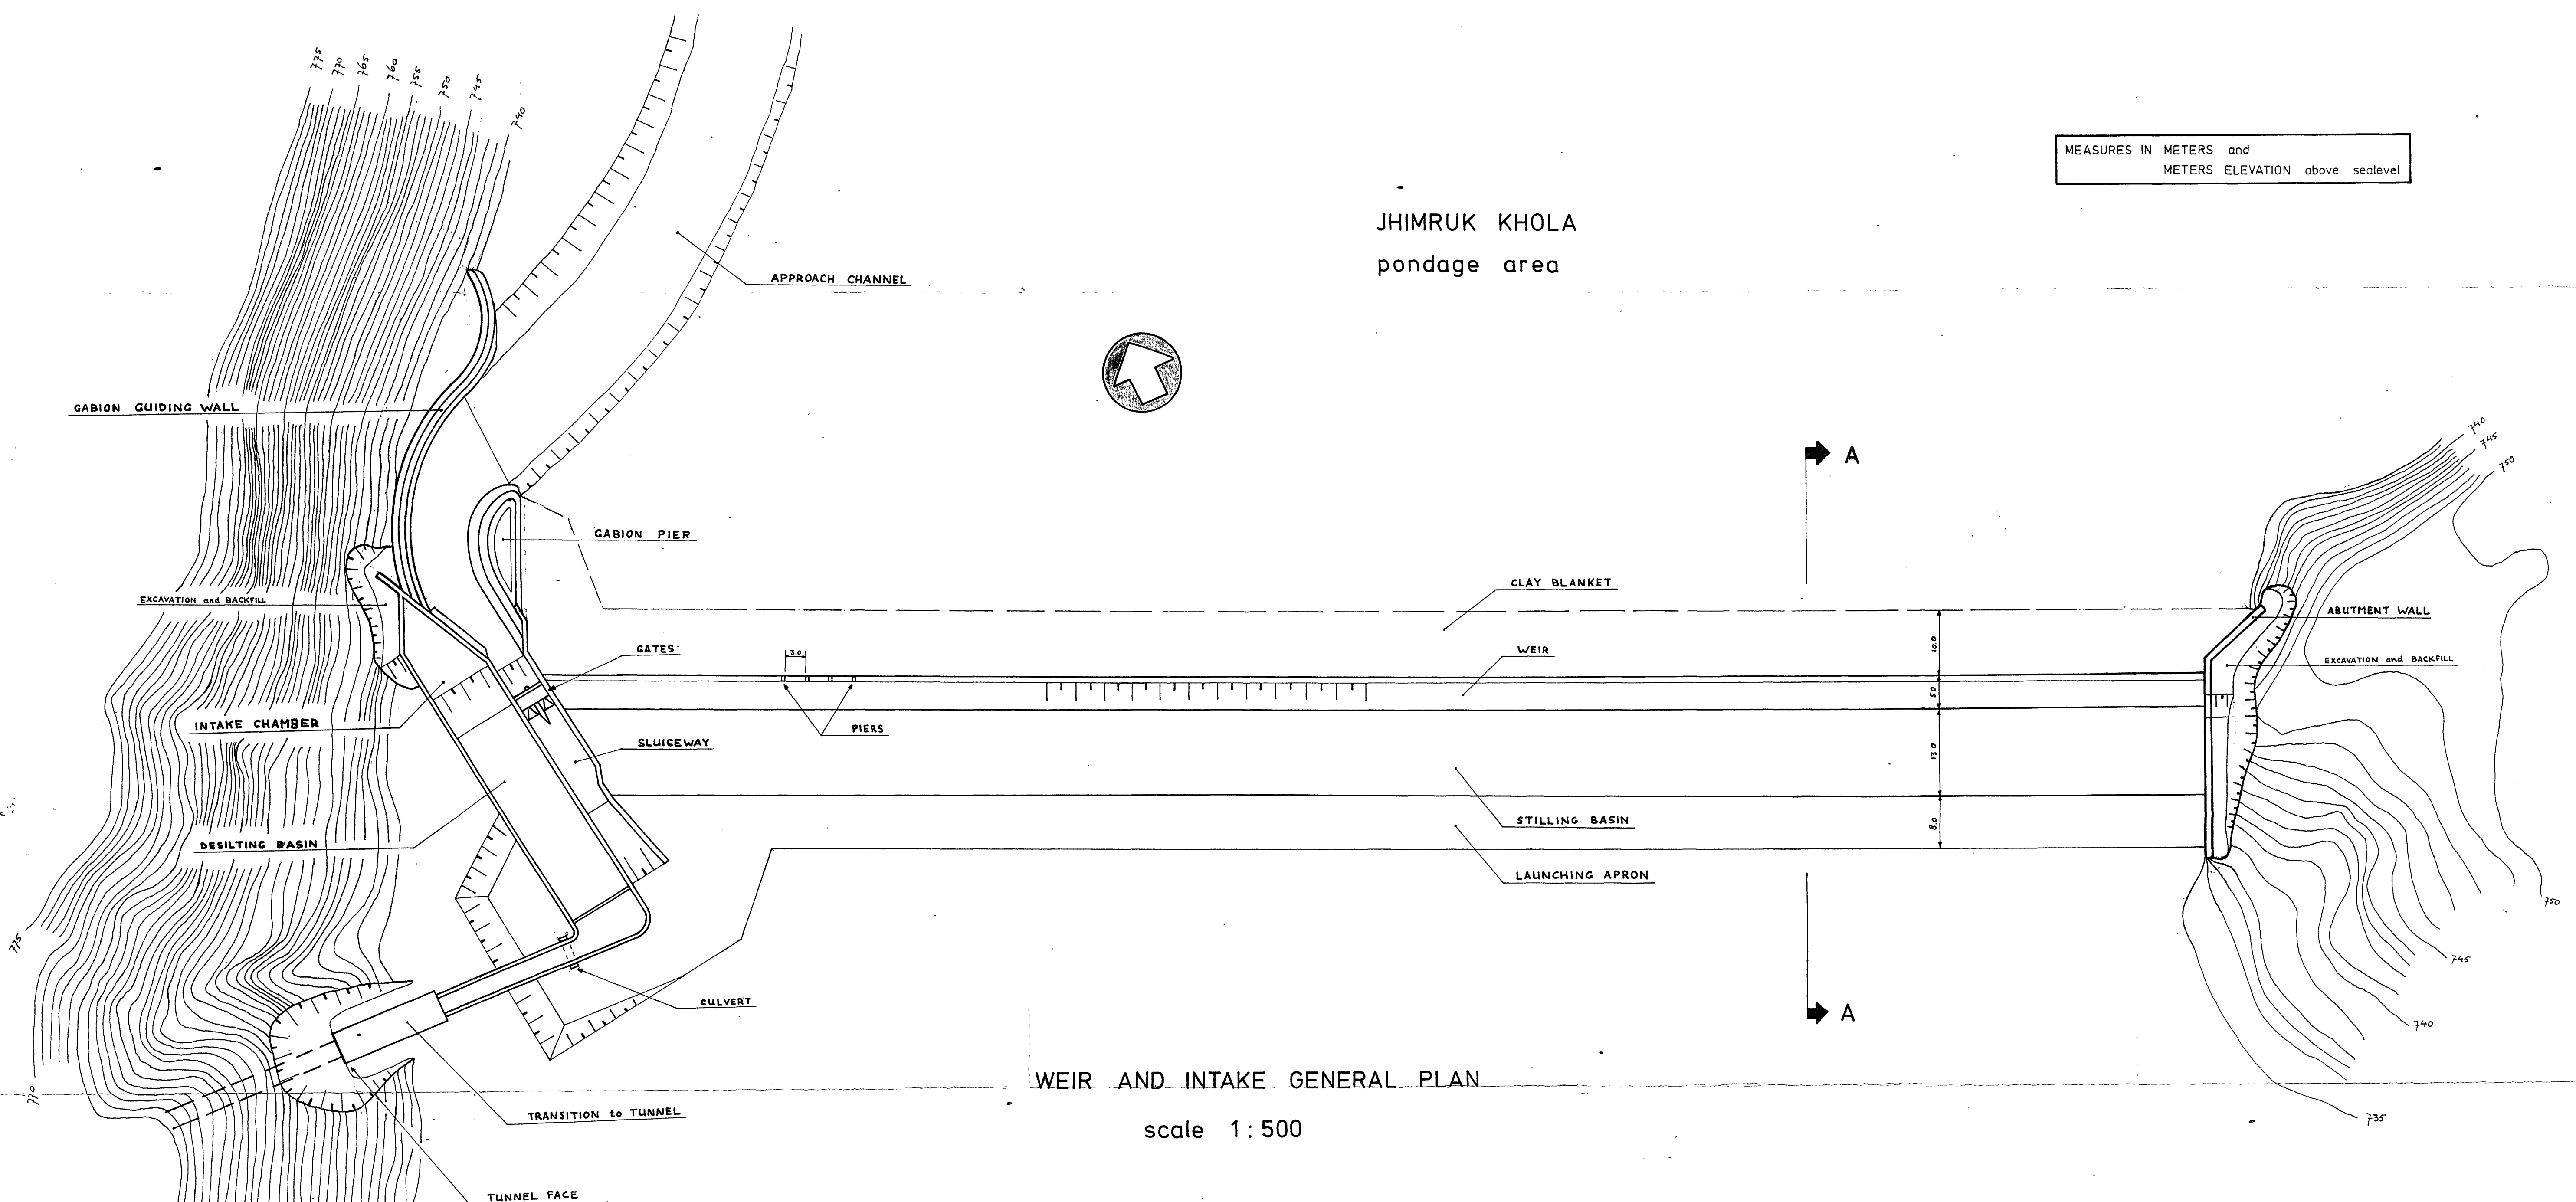 775
770
765
760
755
750
745
740
MEASURES IN METERS and
METERS ELEVATION above sealevel
JHIMRUK KHOLA
pondage area
APPROACH CHANNEL
GABION GUIDING WALL
740
745
750
A
GABION PIER
CLAY BLANKET
EXCAVATION and BACKFILL
ABUTMENT WALL
GATES
3.0
WEIR
10.0
EXCAVATION and BACKFILL
50
INTAKE CHAMBER
PIERS
SLUICEWAY
13.0
STILLING BASIN
8.0
DESILTING BASIN
LAUNCHING APRON
750
775
745
CULVERT
A
740
WEIR AND INTAKE GENERAL PLAN
770
TRANSITION to TUNNEL
735
scale 1:500
TUNNEL FACE